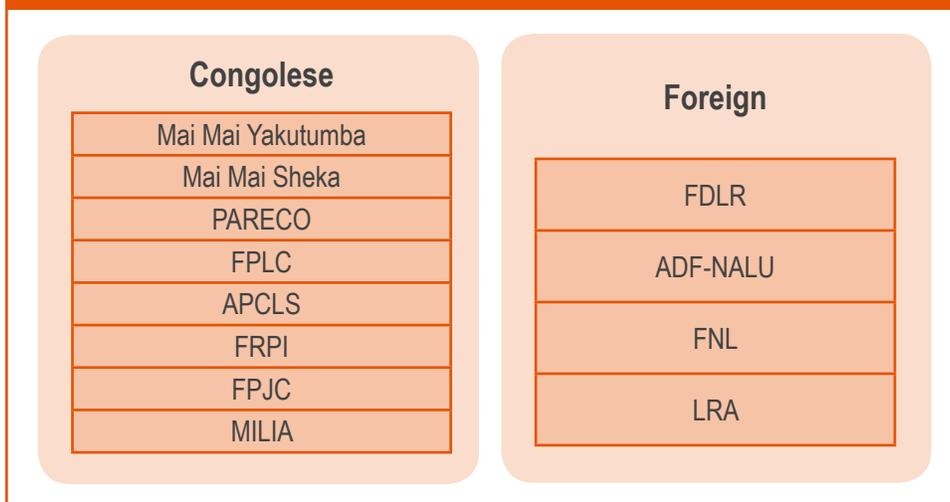 Congolese
Mai Mai Yakutumba
Mai Mai Sheka
PARECO
FPLC
APCLS
FRPI
FPJC
MILIA
Foreign
FDLR
ADF-NALU
FNL
LRA